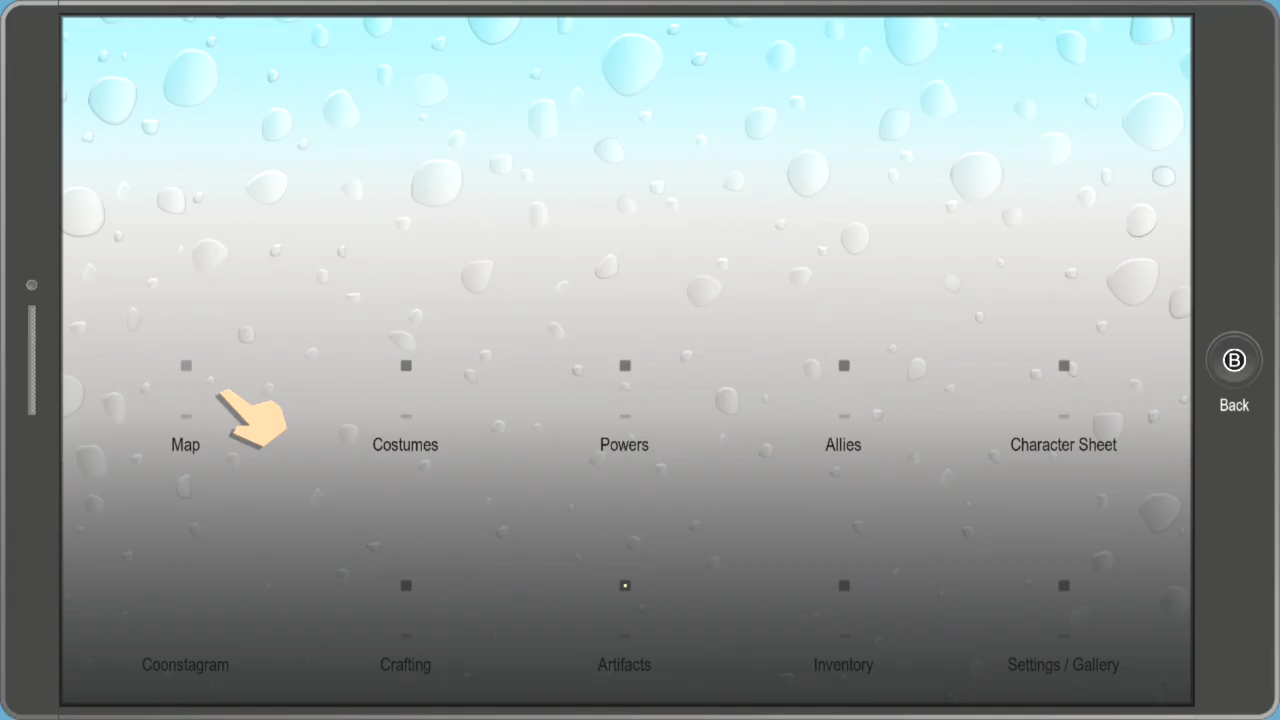 Map
Costumes
Powers
Allies
Character Sheet
B
Back
Coonstagram
Crafting
Artifacts
Inventory
Settings / Gallery